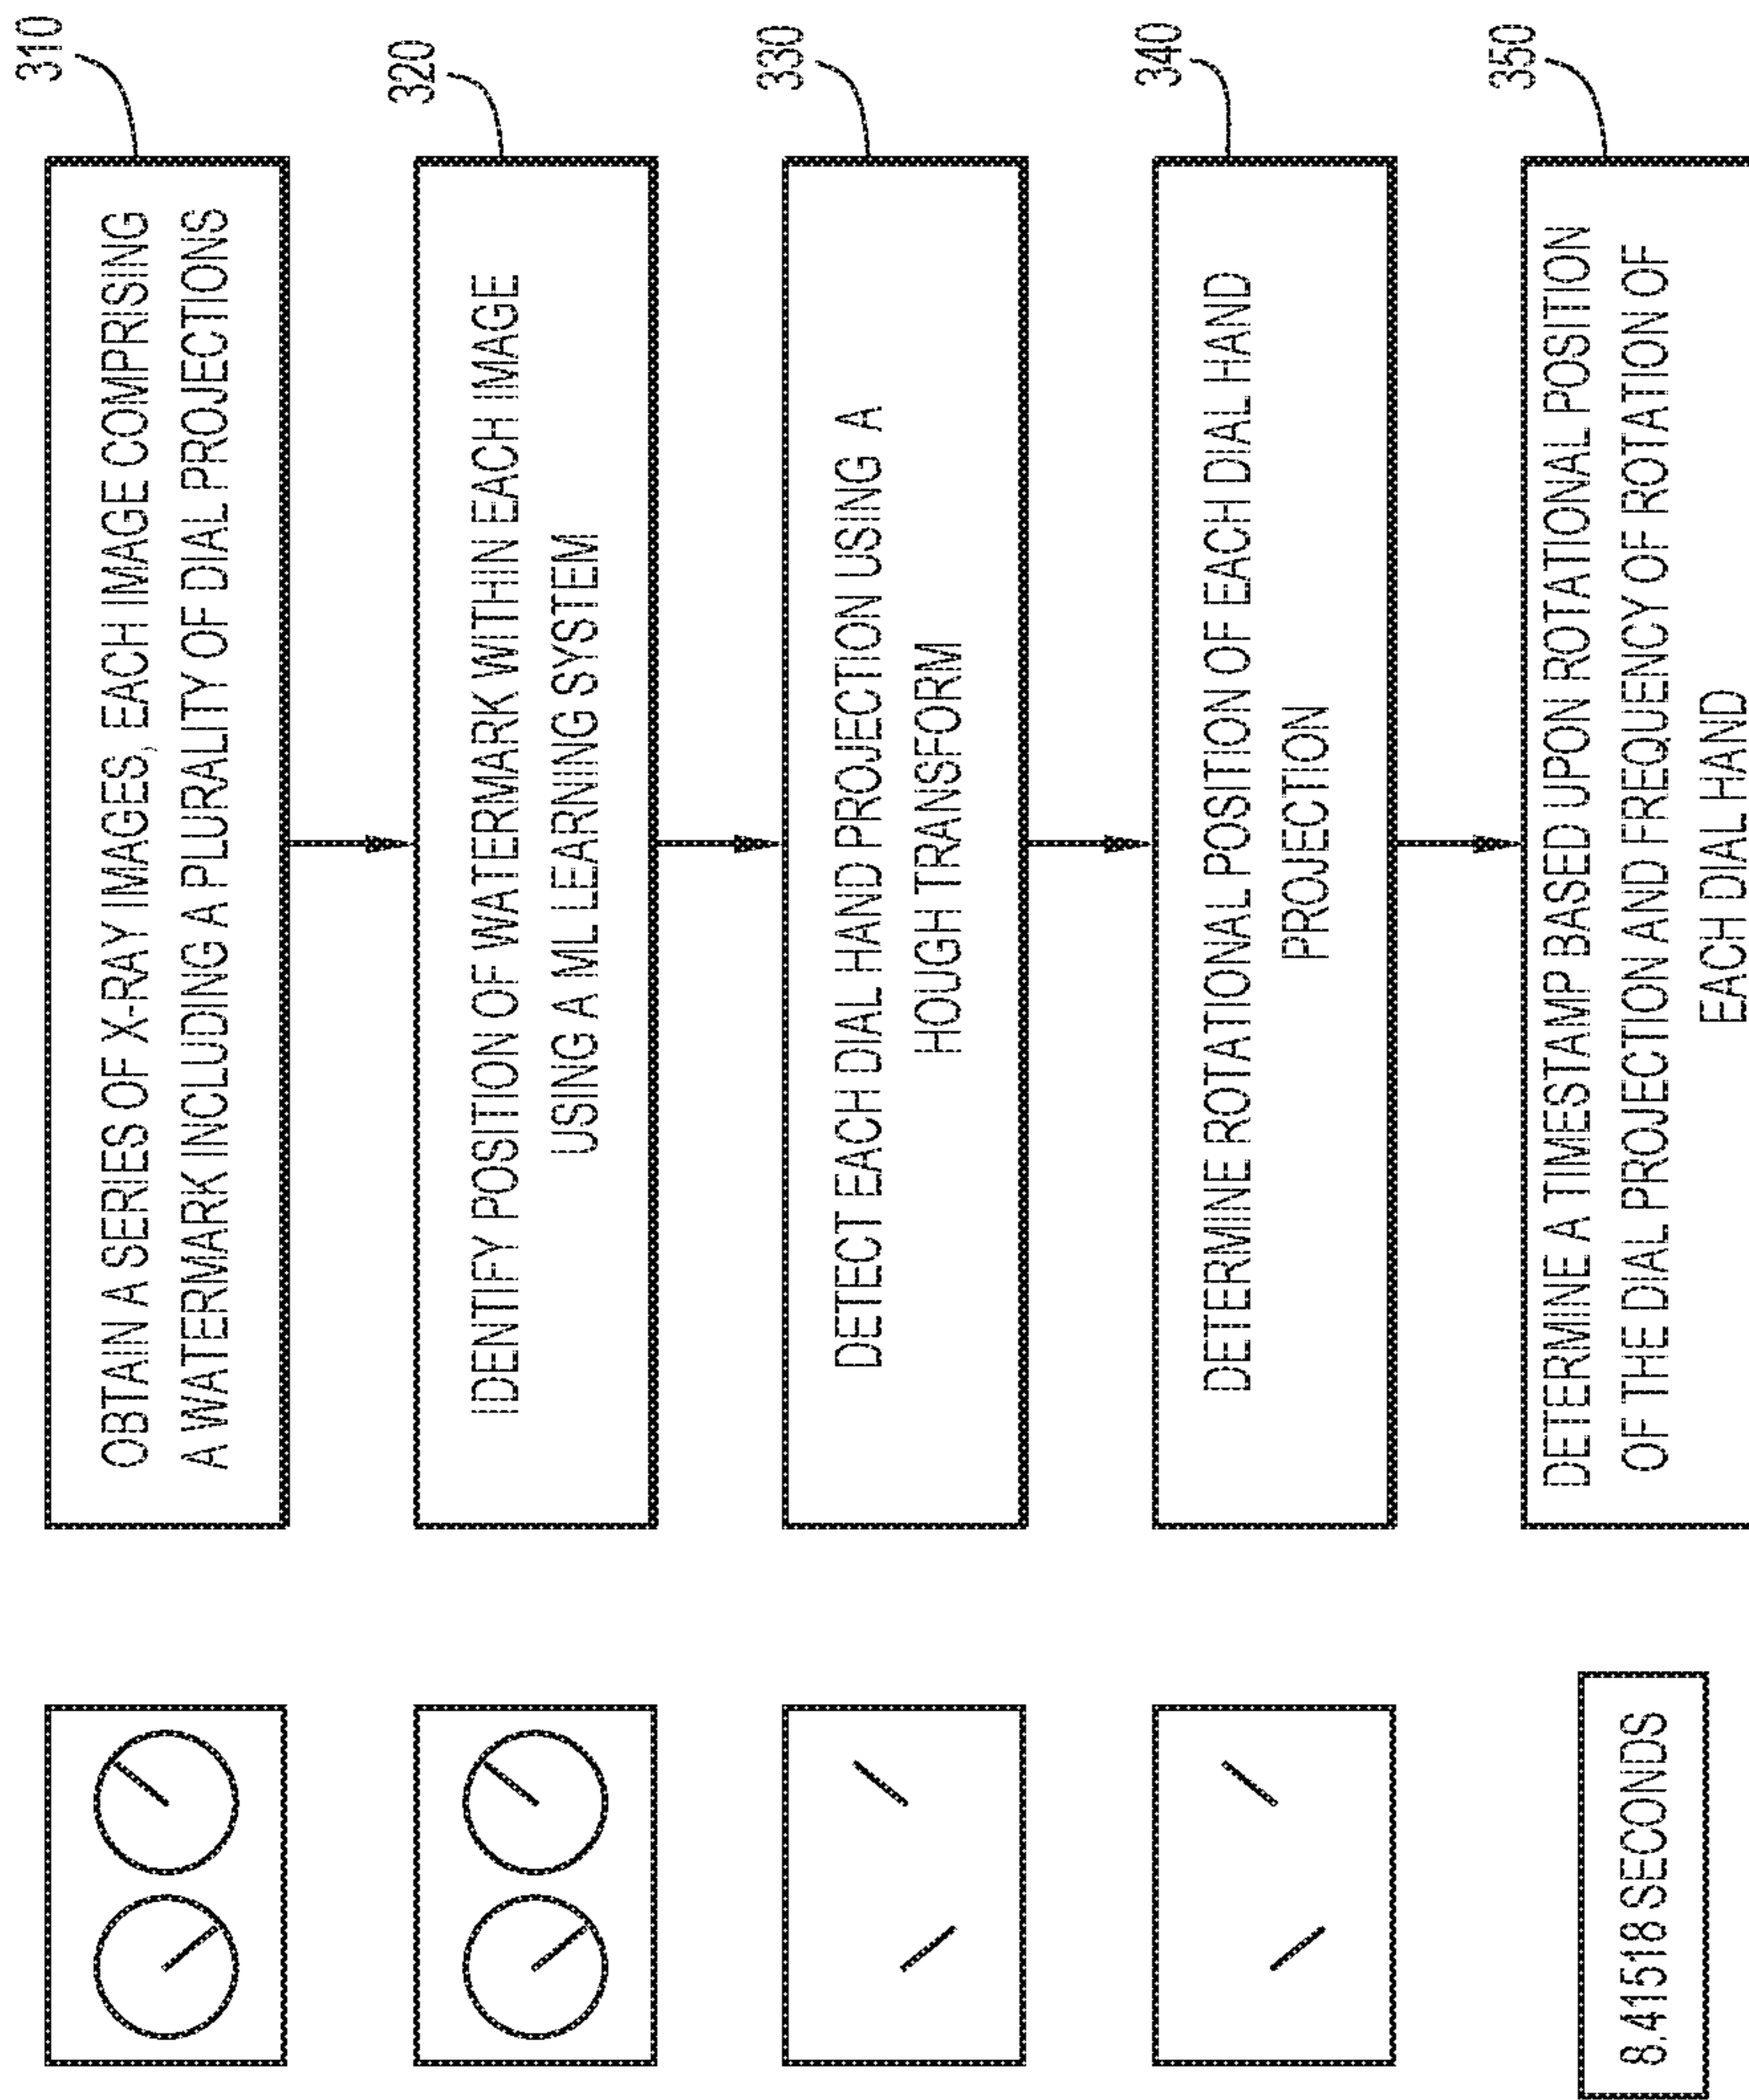 310
OBTAIN A SERIES OF X-RAY IMAGES, EACH IMAGE COMPRISING
A WATERMARK INCLUDING A PLURALITY OF DIAL PROJECTIONS
320
IDENTIFY POSITION OF WATERMARK WITHIN EACH IMAGE
USING A ML LEARNING SYSTEM
330
DETECT EACH DIAL HAND PROJECTION USING A
HOUGH TRANSFORM
340
DETERMINE ROTATIONAL POSITION OF EACH DIAL HAND
PROJECTION
350
DETERMINE A TIMESTAMP BASED UPON ROTATIONAL POSITION
OF THE DIAL PROJECTION AND FREQUENCY OF ROTATION OF
EACH DIAL HAND
8.41518 SECONDS